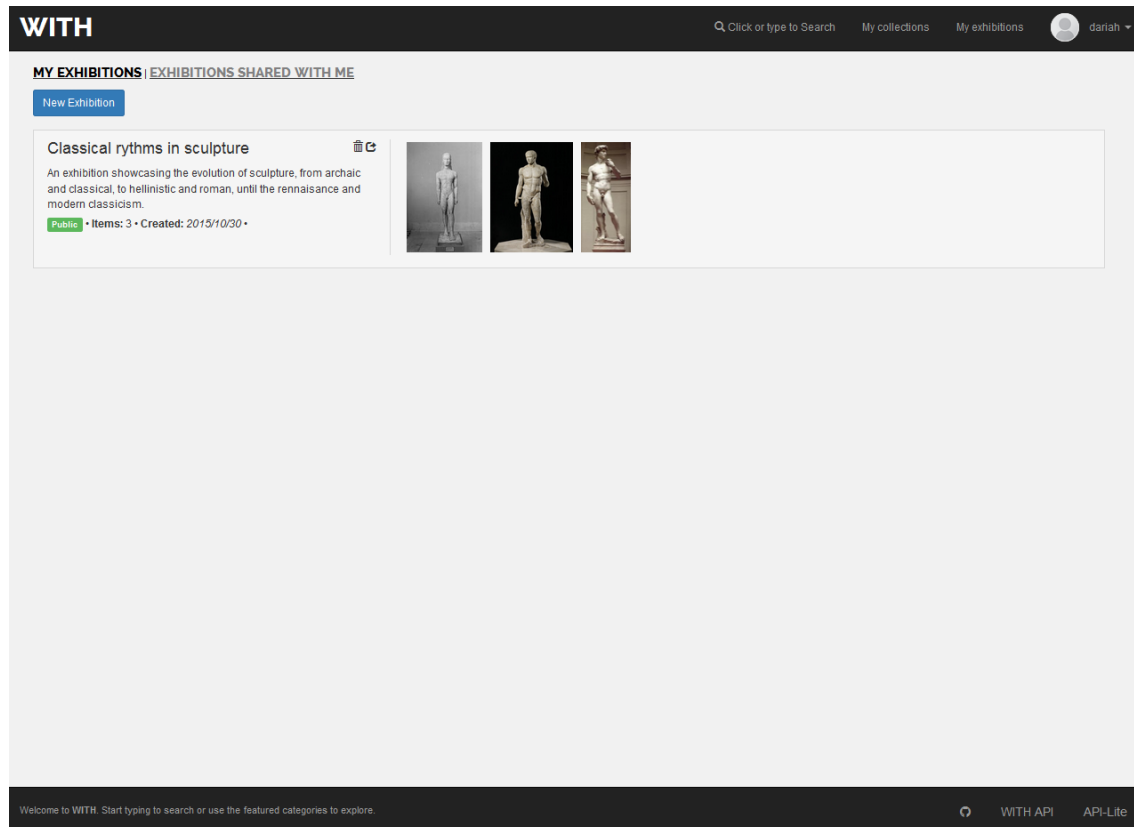 WITH
Click or type to Search My collections My exhibitions dariah
MY EXHIBITIONS | EXHIBITIONS SHARED WITH ME
New Exhibition
Classical rythms in sculpture
An exhibition showcasing the evolution of sculpture, from archaic
and classical, to hellinistic and roman, until the rennaisance and
modern classicism.
Public • Items: 3 • Created: 2015/10/30 •
Welcome to WITH. Start typing to search or use the featured categories to explore.
WITH API API-Lite